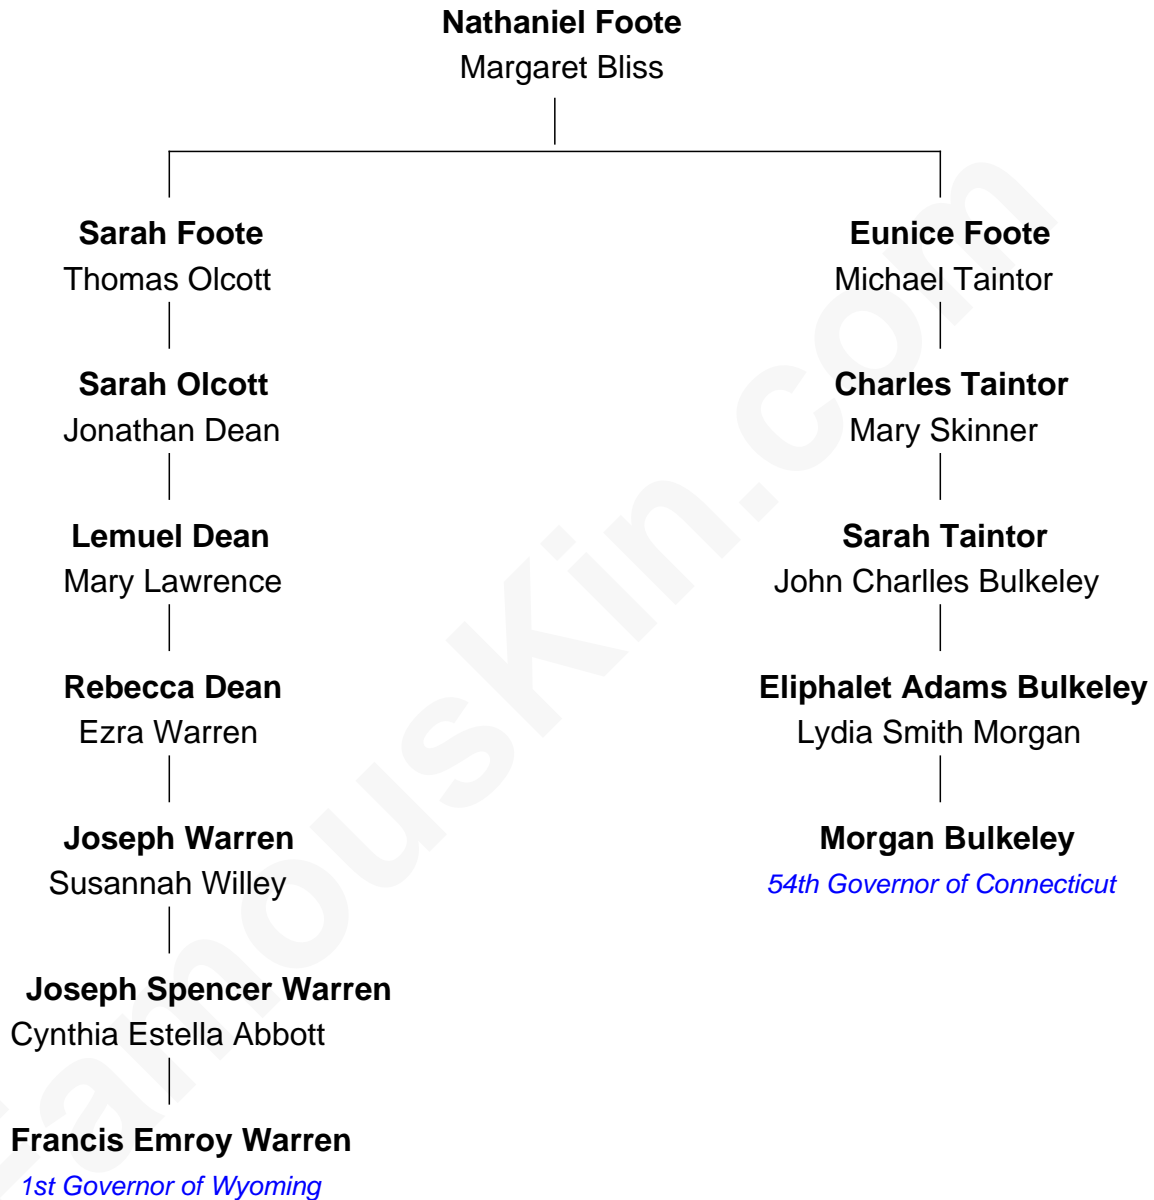 Nathaniel Foote
Margaret Bliss
Sarah Foote
Thomas Olcott
Eunice Foote
Michael Taintor
Sarah Olcott
Jonathan Dean
Charles Taintor
Mary Skinner
Lemuel Dean
Mary Lawrence
Sarah Taintor
John Charlles Bulkeley
Rebecca Dean
Ezra Warren
Eliphalet Adams Bulkeley
Lydia Smith Morgan
Joseph Warren
Susannah Willey
Morgan Bulkeley
54th Governor of Connecticut
Joseph Spencer Warren
Cynthia Estella Abbott
Francis Emroy Warren
1st Governor of Wyoming
FamousKin.com